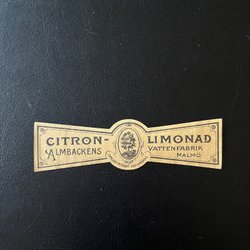 CITRON-LIMONAD
ALMBACKENS VATTENFABRIK
MALMÖ